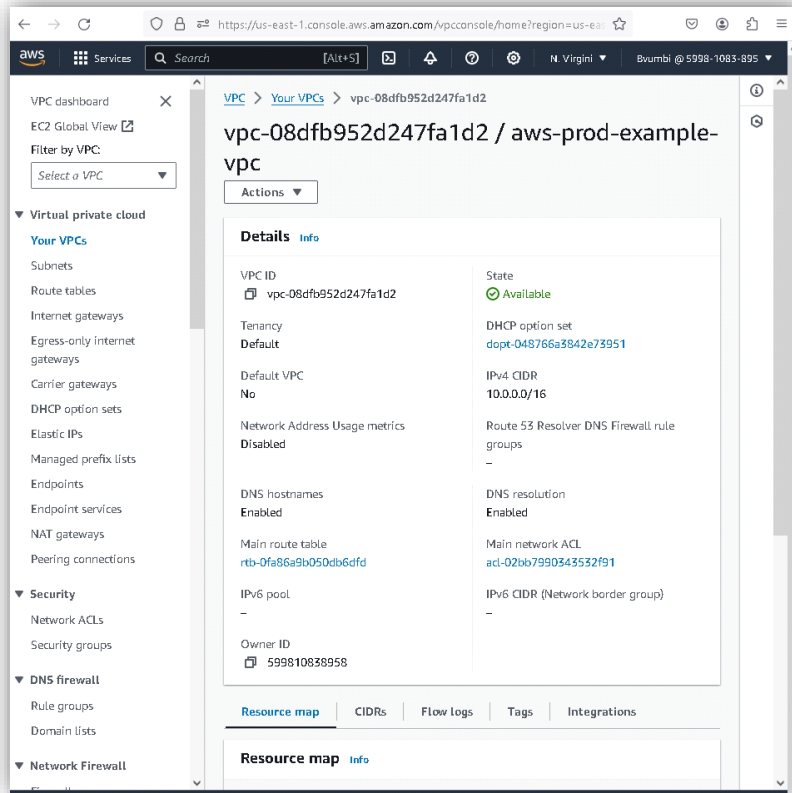 https://us-east-1.console.aws.amazon.com/vpcconsole/home?region=us-eas
aws
Services
Search
[Alt+S]
N. Virgini
Bvumbi @ 5998-1083-895
VPC dashboard
EC2 Global View
Filter by VPC:
Select a VPC
Virtual private cloud
Your VPCs
Subnets
Route tables
Internet gateways
Egress-only internet
gateways
Carrier gateways
DHCP option sets
Elastic IPs
Managed prefix lists
Endpoints
Endpoint services
NAT gateways
Peering connections
Security
Network ACLs
Security groups
DNS firewall
Rule groups
Domain lists
Network Firewall
VPC > Your VPCs > vpc-08dfb952d247fa1d2
vpc-08dfb952d247fa1d2 / aws-prod-example-
vpc
Actions
Details Info
VPC ID
vpc-08dfb952d247fa1d2
State
Available
Tenancy
Default
DHCP option set
dopt-048766a3842e73951
Default VPC
No
IPv4 CIDR
10.0.0.0/16
Network Address Usage metrics
Disabled
Route 53 Resolver DNS Firewall rule
groups
–
DNS hostnames
Enabled
DNS resolution
Enabled
Main route table
rtb-0fa86a9b050db6dfd
Main network ACL
acl-02bb7990343532f91
IPv6 pool
–
IPv6 CIDR (Network border group)
–
Owner ID
599810838958
Resource map
CIDRs
Flow logs
Tags
Integrations
Resource map Info